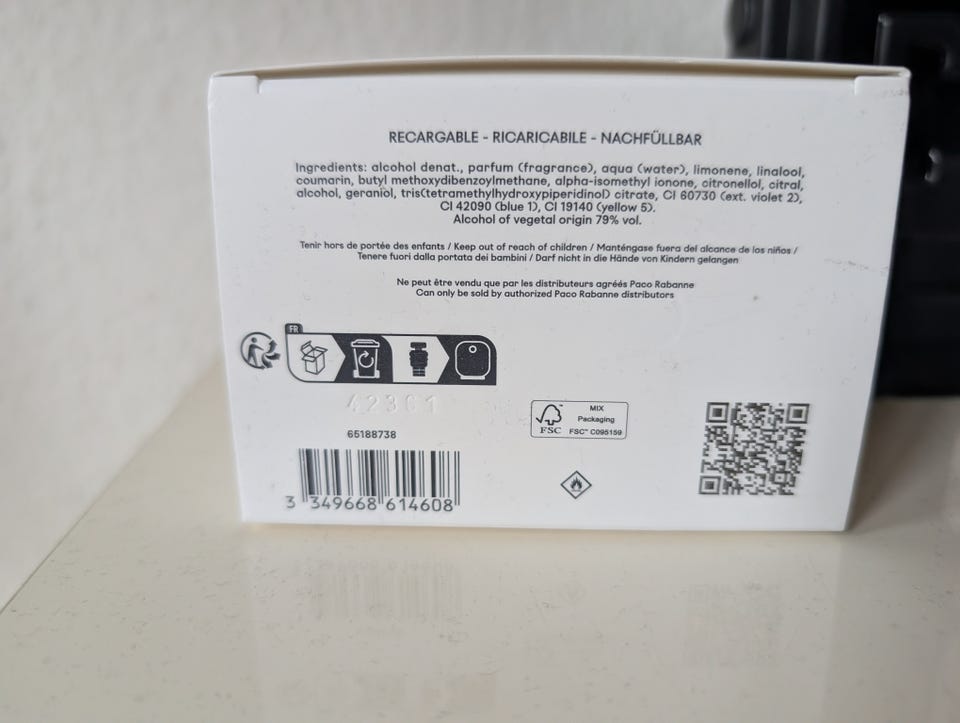 RECARGABLE - RICARICABILE - NACHFÜLLBAR
Ingredients: alcohol denat., parfum (fragrance), aqua (water), limonene, linalool,
coumarin, butyl methoxydibenzoylmethane, alpha-isomethyl ionone, citronellol, citral,
alcohol, geraniol, tris(tetramethylhydroxypiperidinol) citrate, CI 60730 (ext. violet 2),
CI 42090 (blue 1), CI 19140 (yellow 5).
Alcohol of vegetal origin 79% vol.
Tenir hors de portée des enfants / Keep out of reach of children / Manténgase fuera del alcance de los niños /
Tenere fuori dalla portata dei bambini / Darf nicht in die Hände von Kindern gelangen
Ne peut être vendu que par les distributeurs agréés Paco Rabanne
Can only be sold by authorized Paco Rabanne distributors
FR
42301
65188738
MIX
Packaging
FSC
FSC™ C095159
3 349668 614608